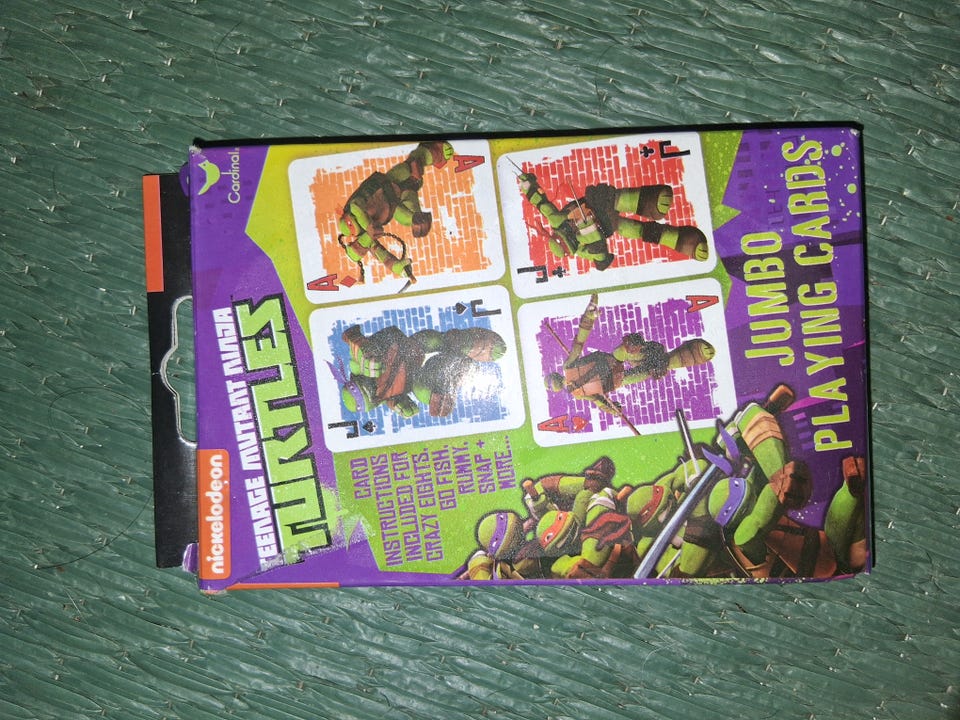 Cardinal®
nickelodeon
TEENAGE MUTANT NINJA
TURTLES
A
A
J
J
J
J
A
A
CARD
INSTRUCTIONS
INCLUDED FOR
CRAZY EIGHTS,
GO FISH,
RUMMY,
SNAP +
MORE...
JUMBO
PLAYING CARDS